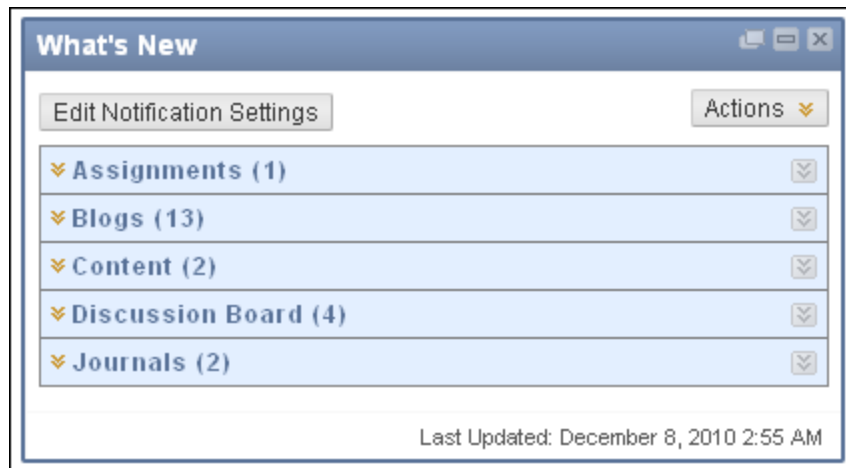 What's New
Edit Notification Settings
Actions
Assignments (1)
Blogs (13)
Content (2)
Discussion Board (4)
Journals (2)
Last Updated: December 8, 2010 2:55 AM